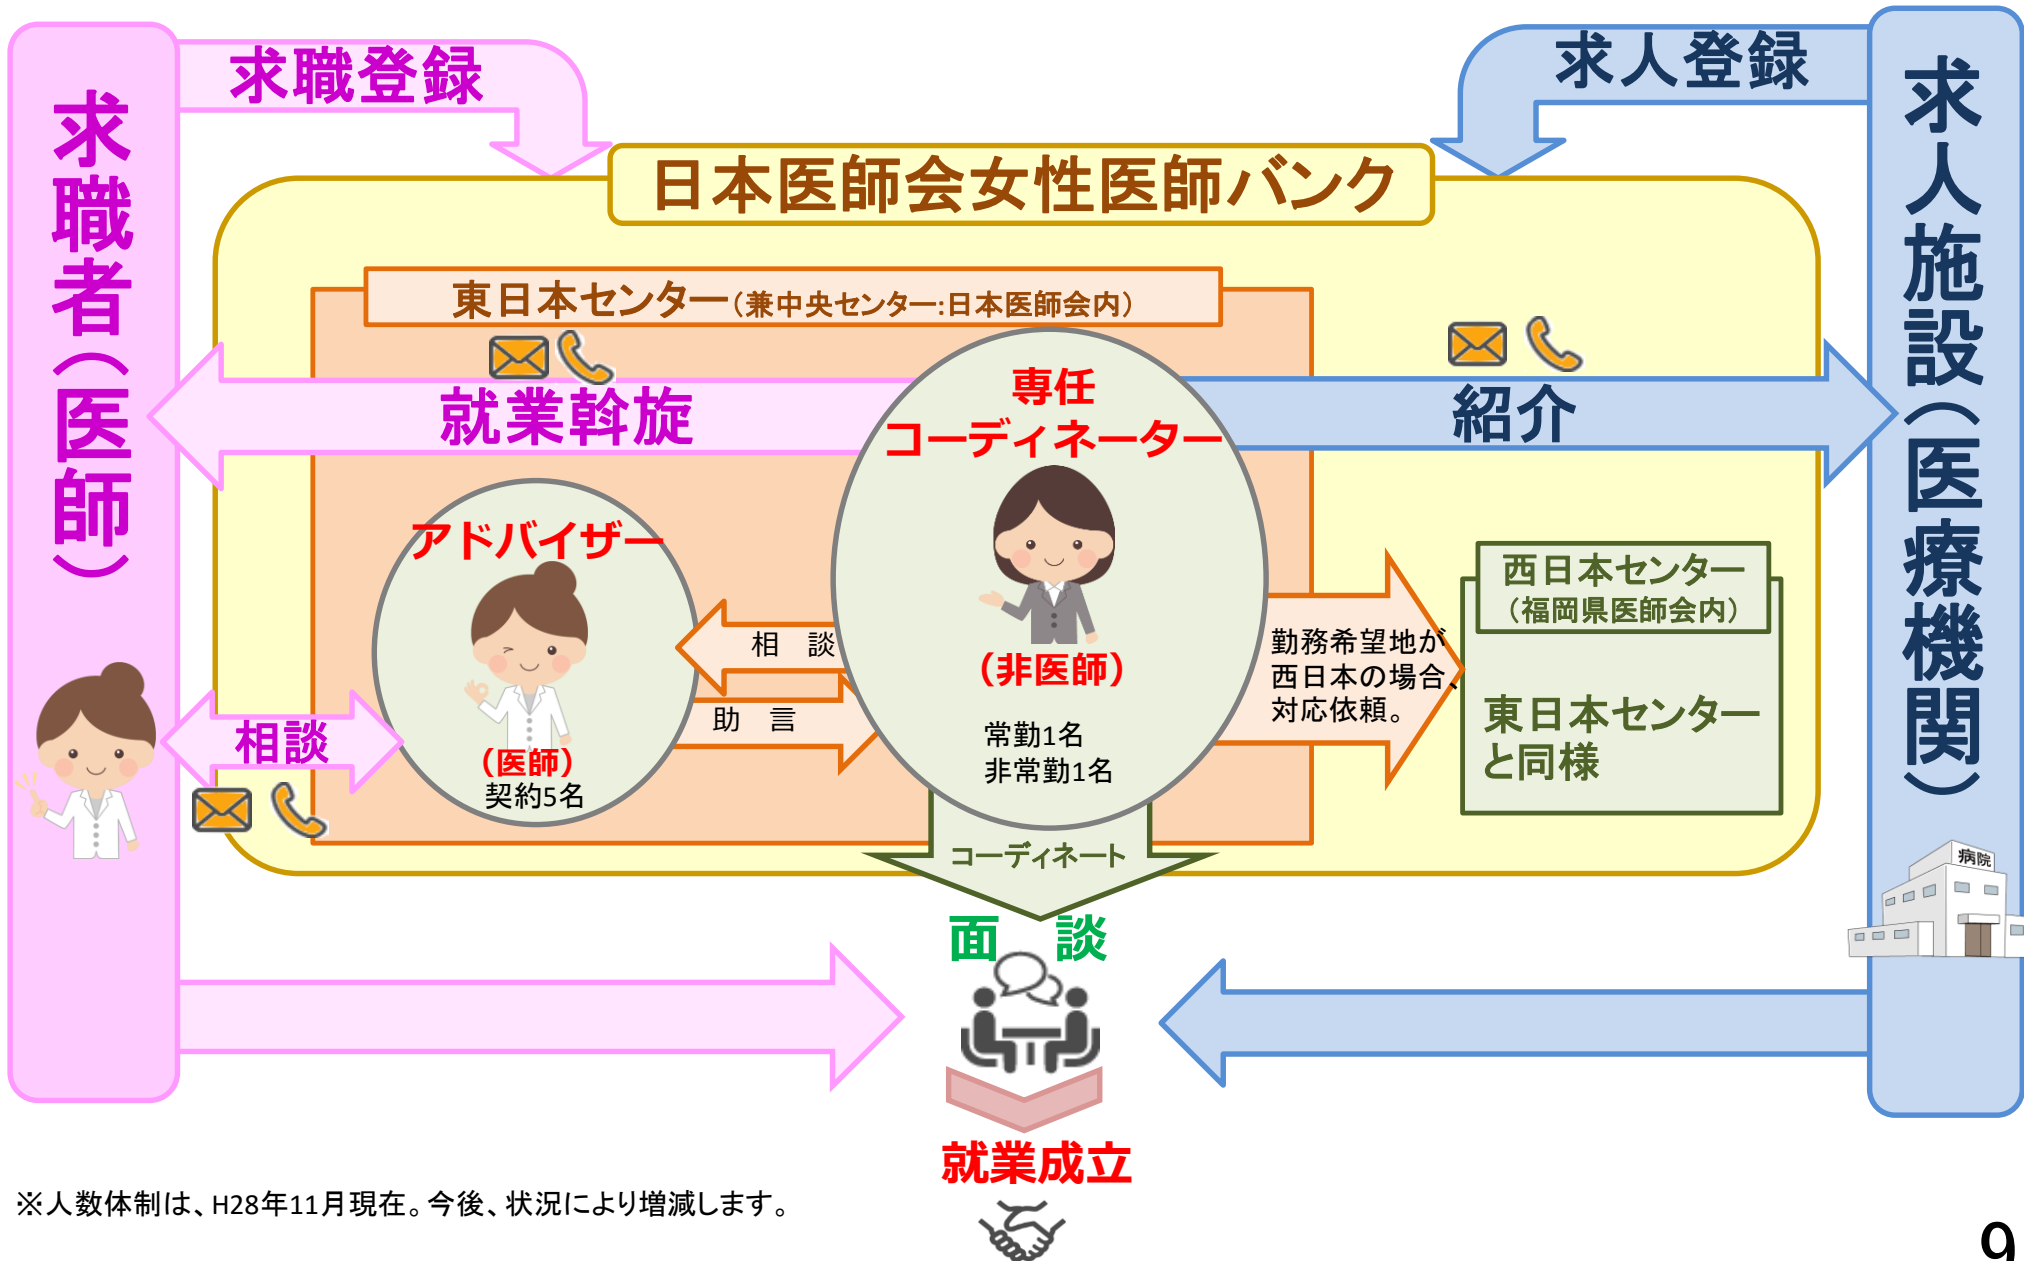 求職登録
求人登録
求職者（医師）
求人施設（医療機関）
日本医師会女性医師バンク
東日本センター（兼中央センター:日本医師会内）
就業斡旋
専任
コーディネーター
紹介
アドバイザー
西日本センター
（福岡県医師会内）
相　談
勤務希望地が
西日本の場合、
対応依頼。
（非医師）
助　言
東日本センター
と同様
相談
常勤1名
非常勤1名
（医師）
契約5名
コーディネート
病院
面　談
就業成立
※人数体制は、H28年11月現在。今後、状況により増減します。
9